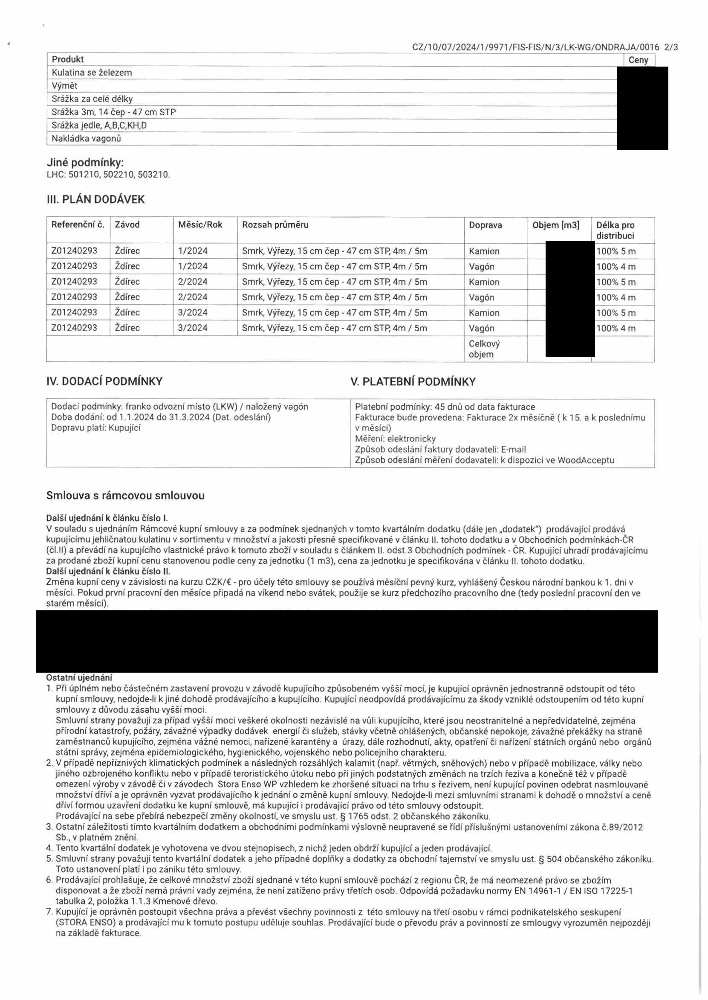 CZ/10/07/2024/1/9971/FIS-FIS/N/3/LK-WG/ONDRAJA/0016 2/3
Produkt Ceny
Kulatina se železem
Výmět
Srážka za celé délky
Srážka 3m, 14 čep - 47 cm STP
Srážka jedle, A,B,C,KH,D
Nakládka vagonů
Jiné podmínky:
LHC: 501210, 502210, 503210.
III. PLÁN DODÁVEK
Referenční č. Závod Měsíc/Rok Rozsah průměru Doprava Objem [m3] Délka pro
distribuci
Z01240293 Ždírec 1/2024 Smrk, Výřezy, 15 cm čep - 47 cm STP, 4m / 5m Kamion 100% 5 m
Z01240293 Ždírec 1/2024 Smrk, Výřezy, 15 cm čep - 47 cm STP, 4m / 5m Vagón 100% 4 m
Z01240293 Ždírec 2/2024 Smrk, Výřezy, 15 cm čep - 47 cm STP, 4m / 5m Kamion 100% 5 m
Z01240293 Ždírec 2/2024 Smrk, Výřezy, 15 cm čep - 47 cm STP, 4m / 5m Vagón 100% 4 m
Z01240293 Ždírec 3/2024 Smrk, Výřezy, 15 cm čep - 47 cm STP, 4m / 5m Kamion 100% 5 m
Z01240293 Ždírec 3/2024 Smrk, Výřezy, 15 cm čep - 47 cm STP, 4m / 5m Vagón 100% 4 m
Celkový
objem
IV. DODACÍ PODMÍNKY
Dodací podmínky: franko odvozní místo (LKW) / naložený vagón
Doba dodání: od 1.1.2024 do 31.3.2024 (Dat. odeslání)
Dopravu platí: Kupující
V. PLATEBNÍ PODMÍNKY
Platební podmínky: 45 dnů od data fakturace
Fakturace bude provedena: Fakturace 2x měsíčně ( k 15. a k poslednímu
v měsíci)
Měření: elektronicky
Způsob odeslání faktury dodavateli: E-mail
Způsob odeslání měření dodavateli: k dispozici ve WoodAcceptu
Smlouva s rámcovou smlouvou
Další ujednání k článku číslo I.
V souladu s ujednáním Rámcové kupní smlouvy a za podmínek sjednaných v tomto kvartálním dodatku (dále jen „dodatek") prodávající prodává
kupujícímu jehličnatou kulatinu v sortimentu v množství a jakosti přesně specifikované v článku II. tohoto dodatku a v Obchodních podmínkách-ČR
(čl.II) a převádí na kupujícího vlastnické právo k tomuto zboží v souladu s článkem II. odst.3 Obchodních podmínek - ČR. Kupující uhradí prodávajícímu
za prodané zboží kupní cenu stanovenou podle ceny za jednotku (1 m3), cena za jednotku je specifikována v článku II. tohoto dodatku.
Další ujednání k článku číslo II.
Změna kupní ceny v závislosti na kurzu CZK/€ - pro účely této smlouvy se používá měsíční pevný kurz, vyhlášený Českou národní bankou k 1. dni v
měsíci. Pokud první pracovní den měsíce připadá na víkend nebo svátek, použije se kurz předchozího pracovního dne (tedy poslední pracovní den ve
starém měsíci).
Ostatní ujednání
1. Při úplném nebo částečném zastavení provozu v závodě kupujícího způsobeném vyšší mocí, je kupující oprávněn jednostranně odstoupit od této
kupní smlouvy, nedojde-li k jiné dohodě prodávajícího a kupujícího. Kupující neodpovídá prodávajícímu za škody vzniklé odstoupením od této kupní
smlouvy z důvodu zásahu vyšší moci.
Smluvní strany považují za případ vyšší moci veškeré okolnosti nezávislé na vůli kupujícího, které jsou neostranitelné a nepředvídatelné, zejména
přírodní katastrofy, požáry, závažné výpadky dodávek energií či služeb, stávky včetně ohlášených, občanské nepokoje, závažné překážky na straně
zaměstnanců kupujícího, zejména vážné nemoci, nařízené karantény a úrazy, dále rozhodnutí, akty, opatření či nařízení státních orgánů nebo orgánů
státní správy, zejména epidemiologického, hygienického, vojenského nebo policejního charakteru.
2. V případě nepříznivých klimatických podmínek a následných rozsáhlých kalamit (např. větrných, sněhových) nebo v případě mobilizace, války nebo
jiného ozbrojeného konfliktu nebo v případě teroristického útoku nebo při jiných podstatných změnách na trzích řeziva a konečně též v případě
omezení výroby v závodě či v závodech Stora Enso WP vzhledem ke zhoršené situaci na trhu s řezivem, není kupující povinen odebrat nasmlouvané
množství dříví a je oprávněn vyzvat prodávajícího k jednání o změně kupní smlouvy. Nedojde-li mezi smluvními stranami k dohodě o množství a ceně
dříví formou uzavření dodatku ke kupní smlouvě, má kupující i prodávající právo od této smlouvy odstoupit.
Prodávající na sebe přebírá nebezpečí změny okolností, ve smyslu ust. § 1765 odst. 2 občanského zákoníku.
3. Ostatní záležitosti tímto kvartálním dodatkem a obchodními podmínkami výslovně neupravené se řídí příslušnými ustanoveními zákona č.89/2012
Sb., v platném znění.
4. Tento kvartální dodatek je vyhotovena ve dvou stejnopisech, z nichž jeden obdrží kupující a jeden prodávající.
5. Smluvní strany považují tento kvartální dodatek a jeho případné doplňky a dodatky za obchodní tajemství ve smyslu ust. § 504 občanského zákoníku.
Toto ustanovení platí i po zániku této smlouvy.
6. Prodávající prohlašuje, že celkové množství zboží sjednané v této kupní smlouvě pochází z regionu ČR, že má neomezené právo se zbožím
disponovat a že zboží nemá právní vady zejména, že není zatíženo právy třetích osob. Odpovídá požadavku normy EN 14961-1 / EN ISO 17225-1
tabulka 2, položka 1.1.3 Kmenové dřevo.
7. Kupující je oprávněn postoupit všechna práva a převést všechny povinnosti z této smlouvy na třetí osobu v rámci podnikatelského seskupení
(STORA ENSO) a prodávající mu k tomuto postupu uděluje souhlas. Prodávající bude o převodu práv a povinností ze smlougvy vyrozuměn nejpozději
na základě fakturace.